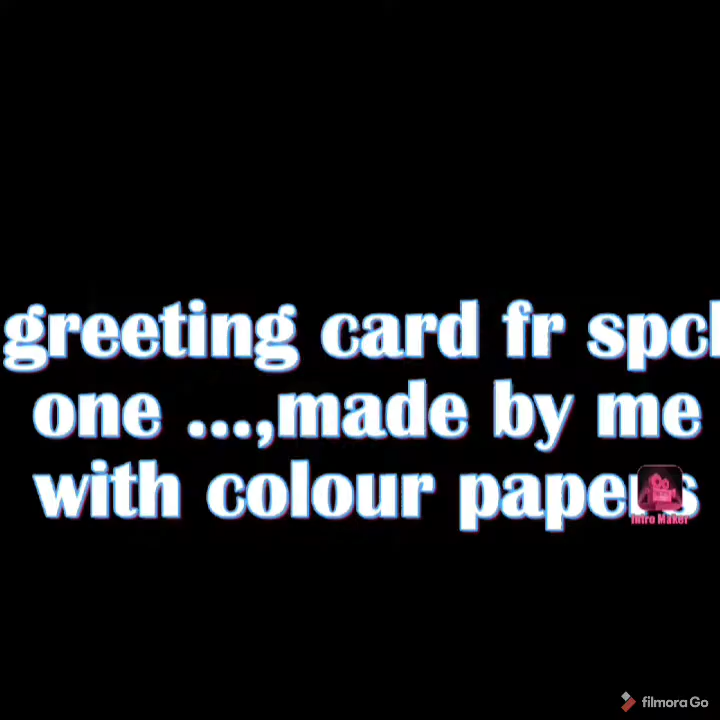 greeting card fr spcl
one ...,made by me
with colour papers
Intro Maker
filmora Go